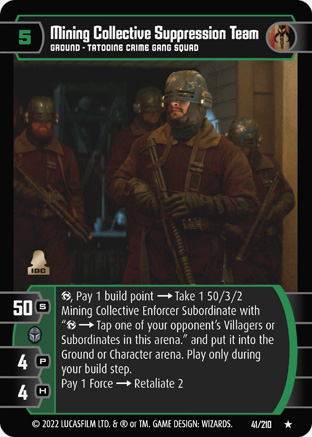 5
Mining Collective Suppression Team
GROUND - TATOOINE CRIME GANG SQUAD
IDC
50 S
4 P
4 H
, Pay 1 build point → Take 1 50/3/2
Mining Collective Enforcer Subordinate with
“ → Tap one of your opponent's Villagers or
Subordinates in this arena.” and put it into the
Ground or Character arena. Play only during
your build step.
Pay 1 Force → Retaliate 2
© 2022 LUCASFILM LTD. & ® or TM. GAME DESIGN: WIZARDS. 41/210 ★